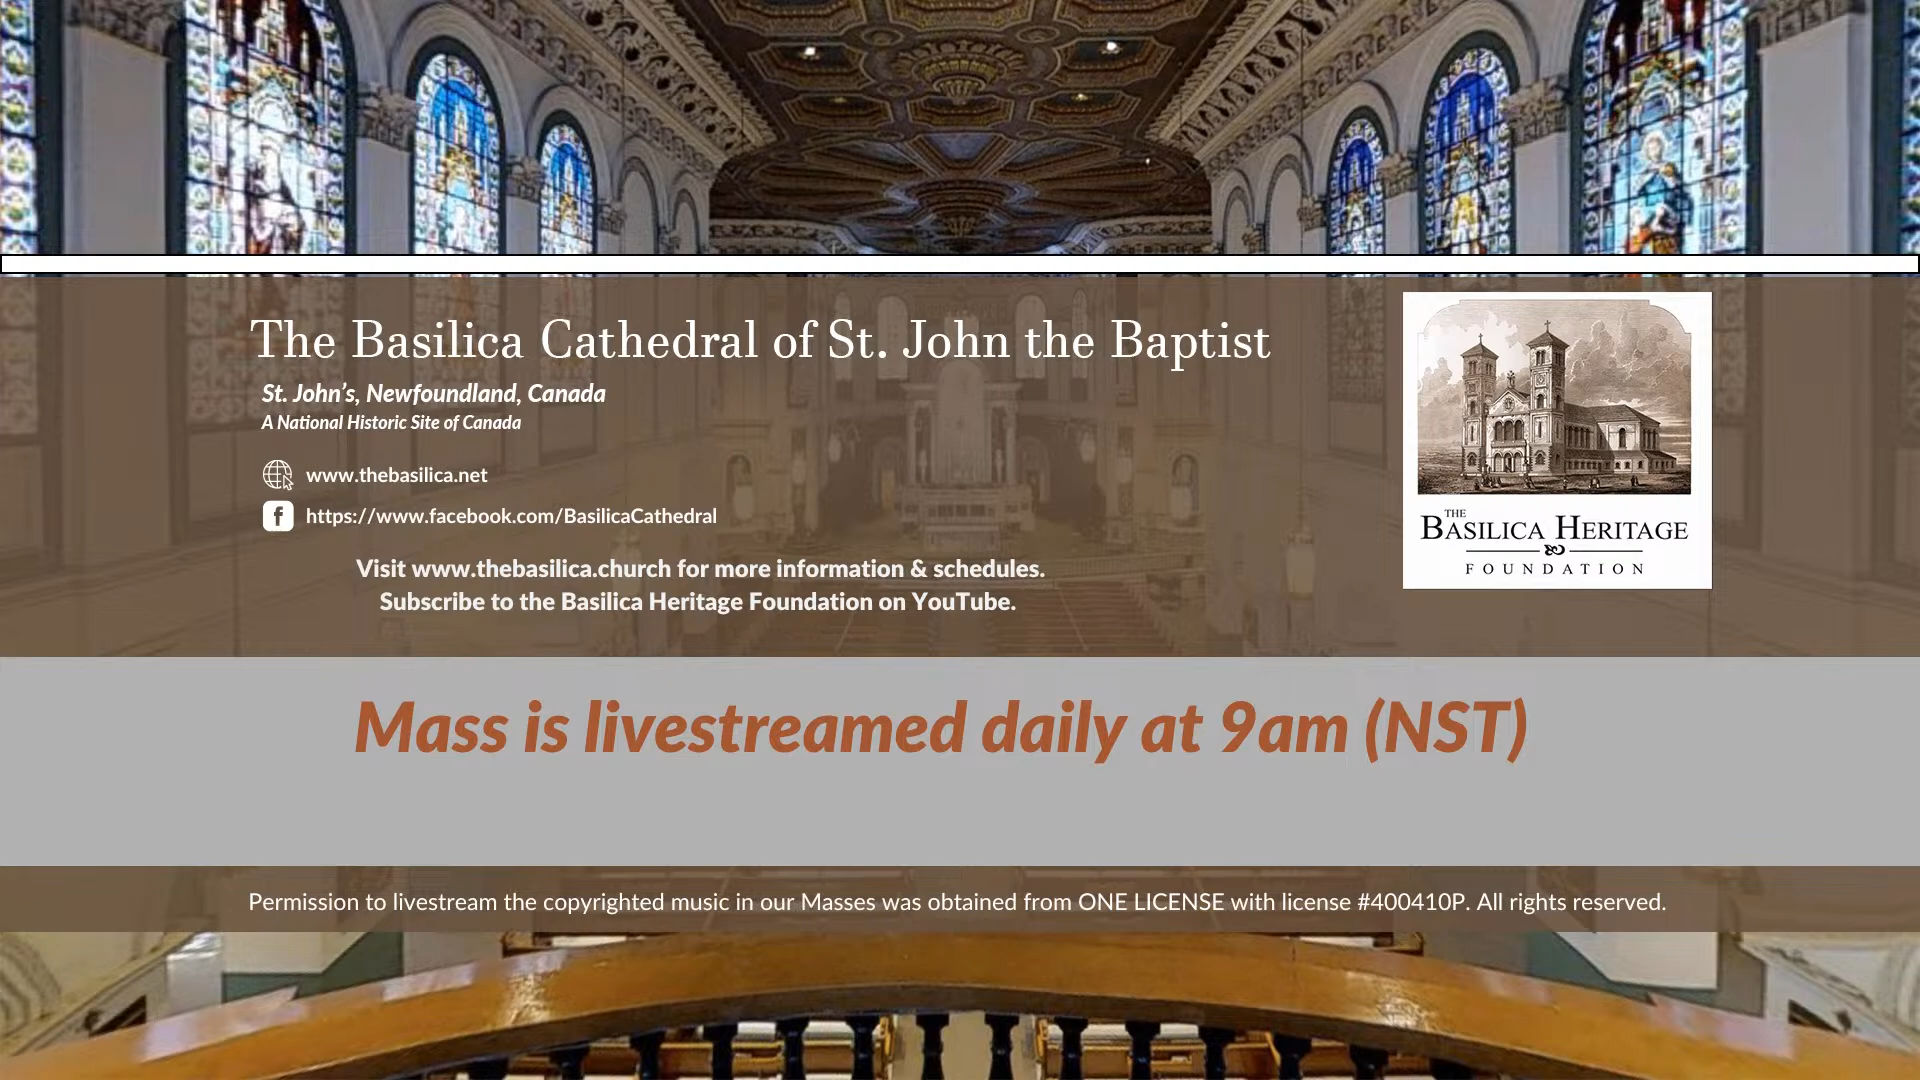 The Basilica Cathedral of St. John the Baptist
St. John’s, Newfoundland, Canada
A National Historic Site of Canada
www.thebasilica.net
https://www.facebook.com/BasilicaCathedral
Visit www.thebasilica.church for more information & schedules.
Subscribe to the Basilica Heritage Foundation on YouTube.
THE
BASILICA HERITAGE
FOUNDATION
Mass is livestreamed daily at 9am (NST)
Permission to livestream the copyrighted music in our Masses was obtained from ONE LICENSE with license #400410P. All rights reserved.